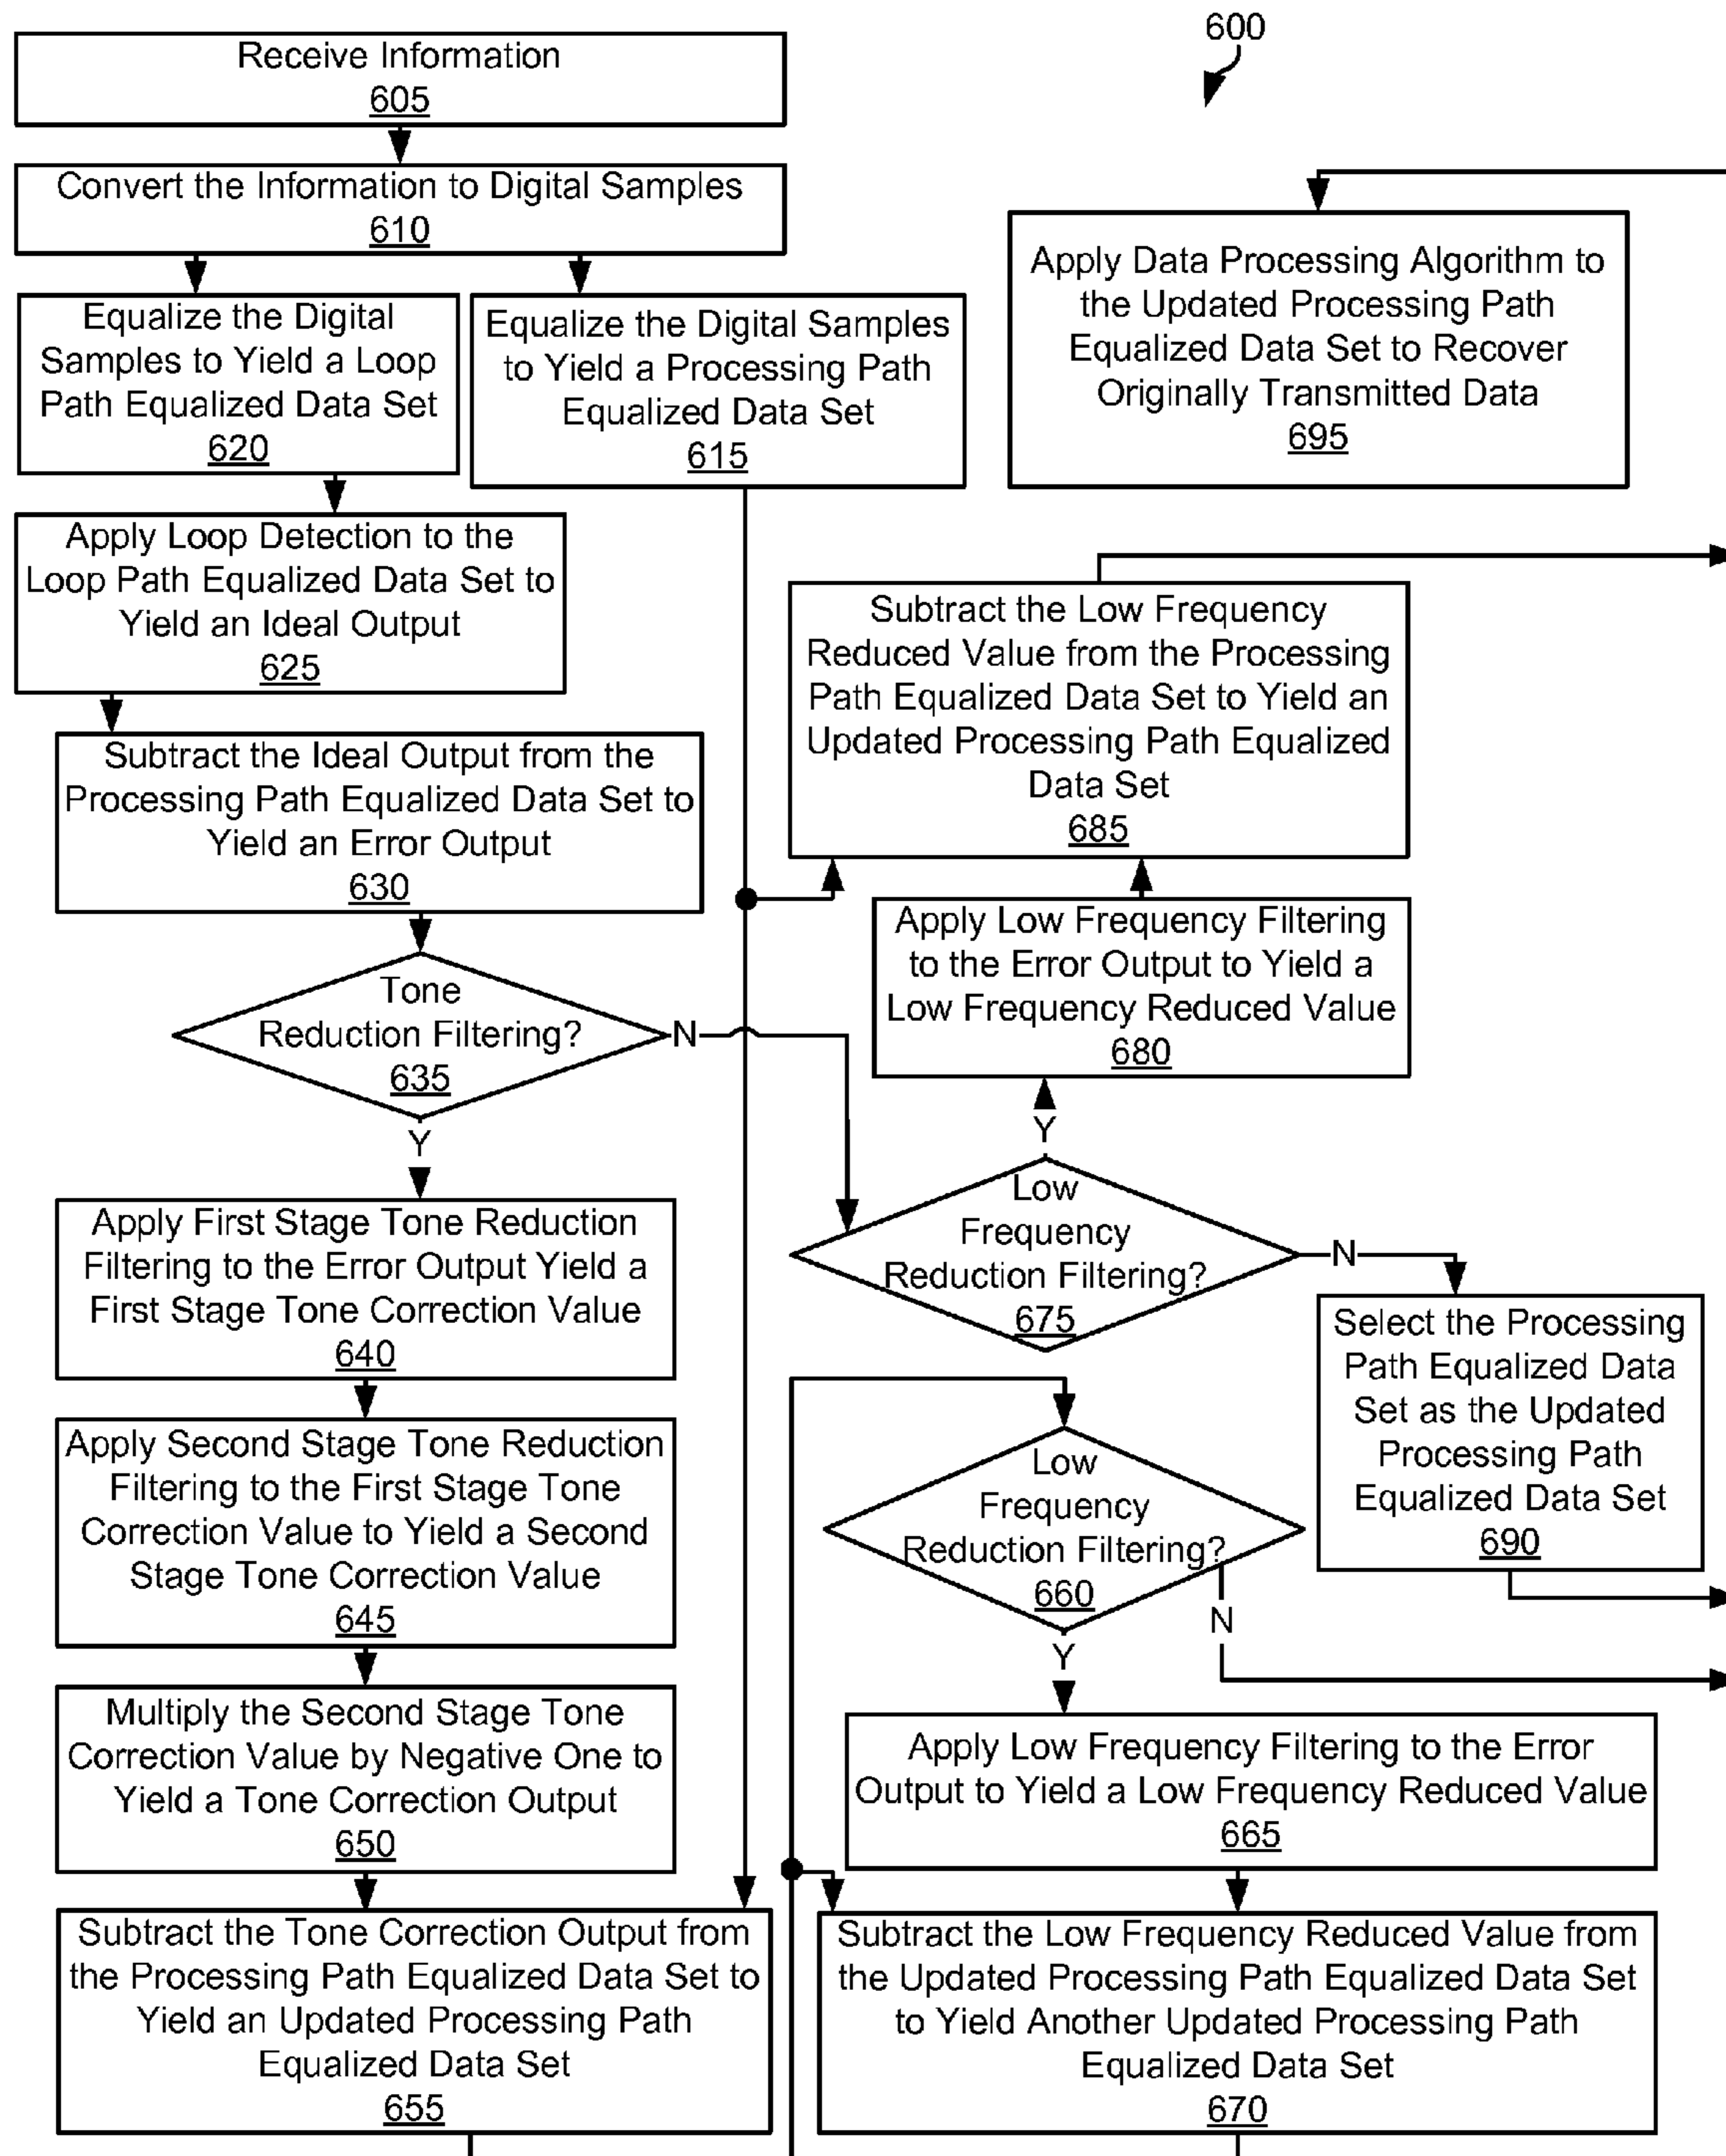 600
Receive Information
605
Convert the Information to Digital Samples
610
Equalize the Digital
Samples to Yield a Loop
Path Equalized Data Set
620
Equalize the Digital Samples
to Yield a Processing Path
Equalized Data Set
615
Apply Loop Detection to the
Loop Path Equalized Data Set to
Yield an Ideal Output
625
Subtract the Ideal Output from the
Processing Path Equalized Data Set to
Yield an Error Output
630
Tone
Reduction Filtering?
635
N
Y
Apply First Stage Tone Reduction
Filtering to the Error Output Yield a
First Stage Tone Correction Value
640
Apply Second Stage Tone Reduction
Filtering to the First Stage Tone
Correction Value to Yield a Second
Stage Tone Correction Value
645
Multiply the Second Stage Tone
Correction Value by Negative One to
Yield a Tone Correction Output
650
Subtract the Tone Correction Output from
the Processing Path Equalized Data Set to
Yield an Updated Processing Path
Equalized Data Set
655
Apply Data Processing Algorithm to
the Updated Processing Path
Equalized Data Set to Recover
Originally Transmitted Data
695
Subtract the Low Frequency
Reduced Value from the Processing
Path Equalized Data Set to Yield an
Updated Processing Path Equalized
Data Set
685
Apply Low Frequency Filtering
to the Error Output to Yield a
Low Frequency Reduced Value
680
Y
Low
Frequency
Reduction Filtering?
675
N
Select the Processing
Path Equalized Data
Set as the Updated
Processing Path
Equalized Data Set
690
Low
Frequency
Reduction Filtering?
660
N
Y
Apply Low Frequency Filtering to the Error
Output to Yield a Low Frequency Reduced Value
665
Subtract the Low Frequency Reduced Value from
the Updated Processing Path Equalized Data Set
to Yield Another Updated Processing Path
Equalized Data Set
670